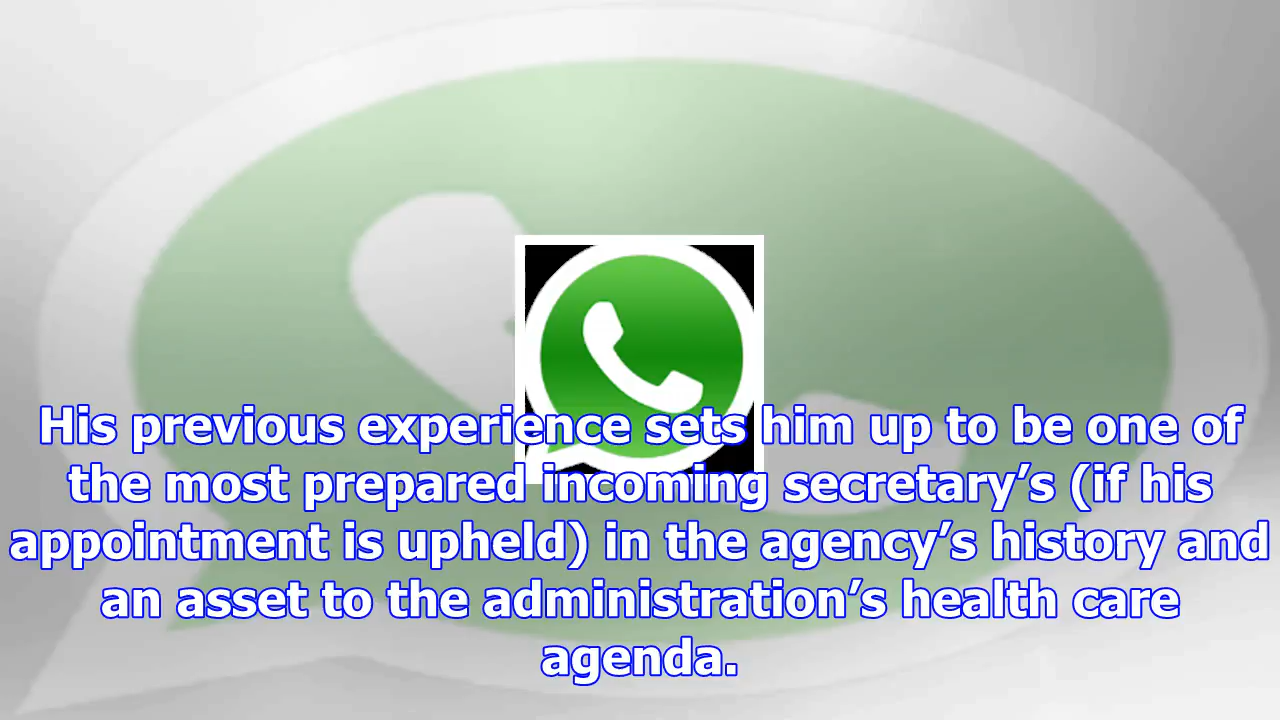 His previous experience sets him up to be one of
the most prepared incoming secretary’s (if his
appointment is upheld) in the agency’s history and
an asset to the administration’s health care
agenda.